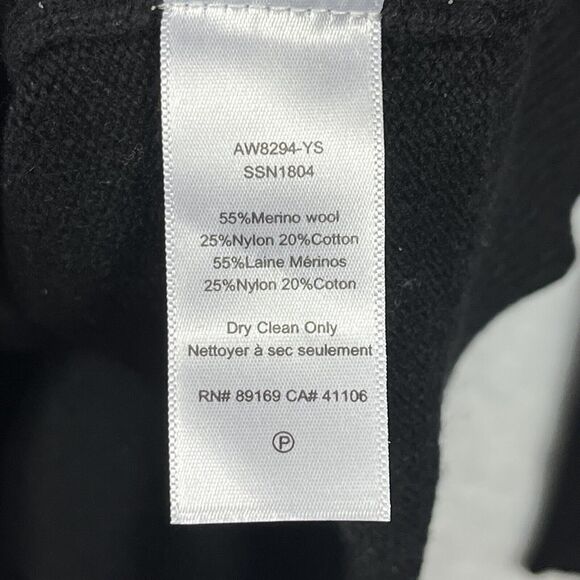 AW8294-YS
SSN1804
55%Merino wool
25%Nylon 20%Cotton
55%Laine Mérinos
25%Nylon 20%Coton
Dry Clean Only
Nettoyer à sec seulement
RN# 89169 CA# 41106
P